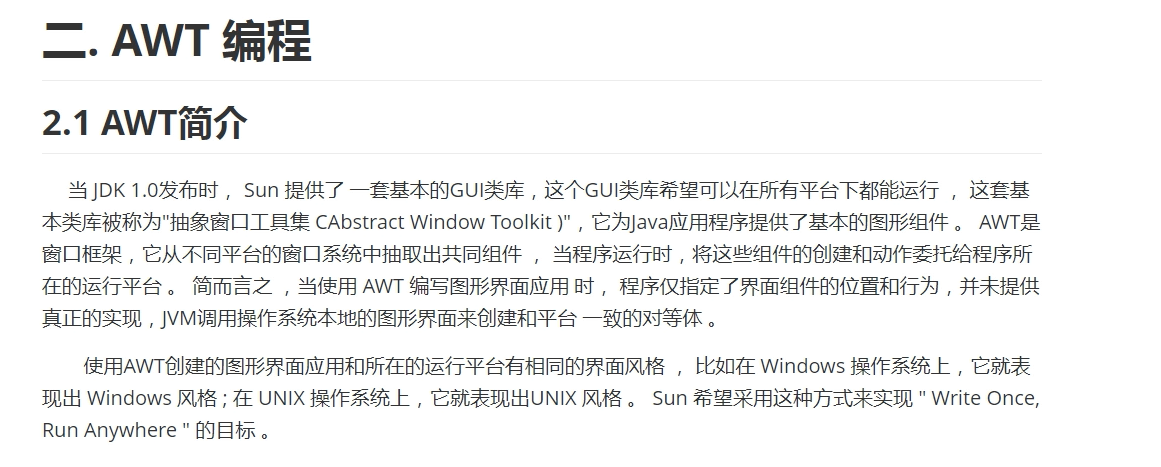 二. AWT 编程
2.1 AWT简介
当 JDK 1.0发布时， Sun 提供了 一套基本的GUI类库，这个GUI类库希望可以在所有平台下都能运行 ， 这套基
本类库被称为"抽象窗口工具集 CAbstract Window Toolkit )"，它为Java应用程序提供了基本的图形组件 。 AWT是
窗口框架，它从不同平台的窗口系统中抽取出共同组件 ， 当程序运行时，将这些组件的创建和动作委托给程序所
在的运行平台 。 简而言之 ，当使用 AWT 编写图形界面应用 时， 程序仅指定了界面组件的位置和行为，并未提供
真正的实现，JVM调用操作系统本地的图形界面来创建和平台 一致的对等体 。
使用AWT创建的图形界面应用和所在的运行平台有相同的界面风格 ， 比如在 Windows 操作系统上，它就表
现出 Windows 风格 ; 在 UNIX 操作系统上，它就表现出UNIX 风格 。 Sun 希望采用这种方式来实现 " Write Once,
Run Anywhere " 的目标 。